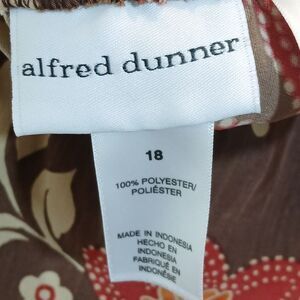 alfred dunner
18
100% POLYESTER/
POLIÉSTER
MADE IN INDONESIA
HECHO EN
INDONESIA
FABRIQUÉ EN
INDONÉSIE